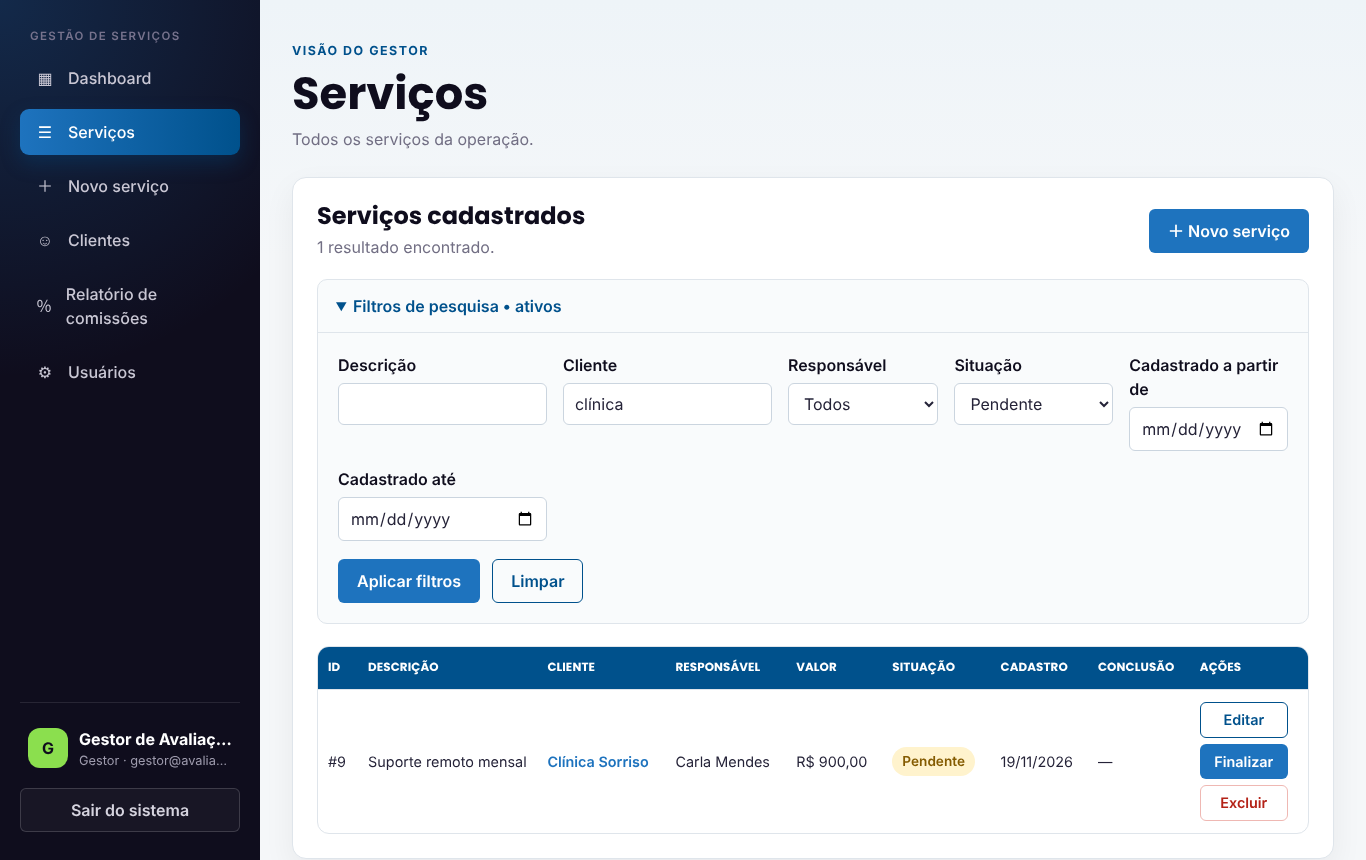 GESTÃO DE SERVIÇOS
Dashboard
Serviços
Novo serviço
Clientes
% Relatório de
comissões
Usuários
G
Gestor de Avaliaç...
Gestor · gestor@avalia...
Sair do sistema
VISÃO DO GESTOR
Serviços
Todos os serviços da operação.
Serviços cadastrados
1 resultado encontrado.
+ Novo serviço
▼ Filtros de pesquisa • ativos
Descrição
Cliente
clínica
Responsável
Todos
Situação
Pendente
Cadastrado a partir
de
mm/dd/yyyy
Cadastrado até
mm/dd/yyyy
Aplicar filtros
Limpar
ID DESCRIÇÃO CLIENTE RESPONSÁVEL VALOR SITUAÇÃO CADASTRO CONCLUSÃO AÇÕES
#9 Suporte remoto mensal Clínica Sorriso Carla Mendes R$ 900,00 Pendente 19/11/2026 —
Editar
Finalizar
Excluir